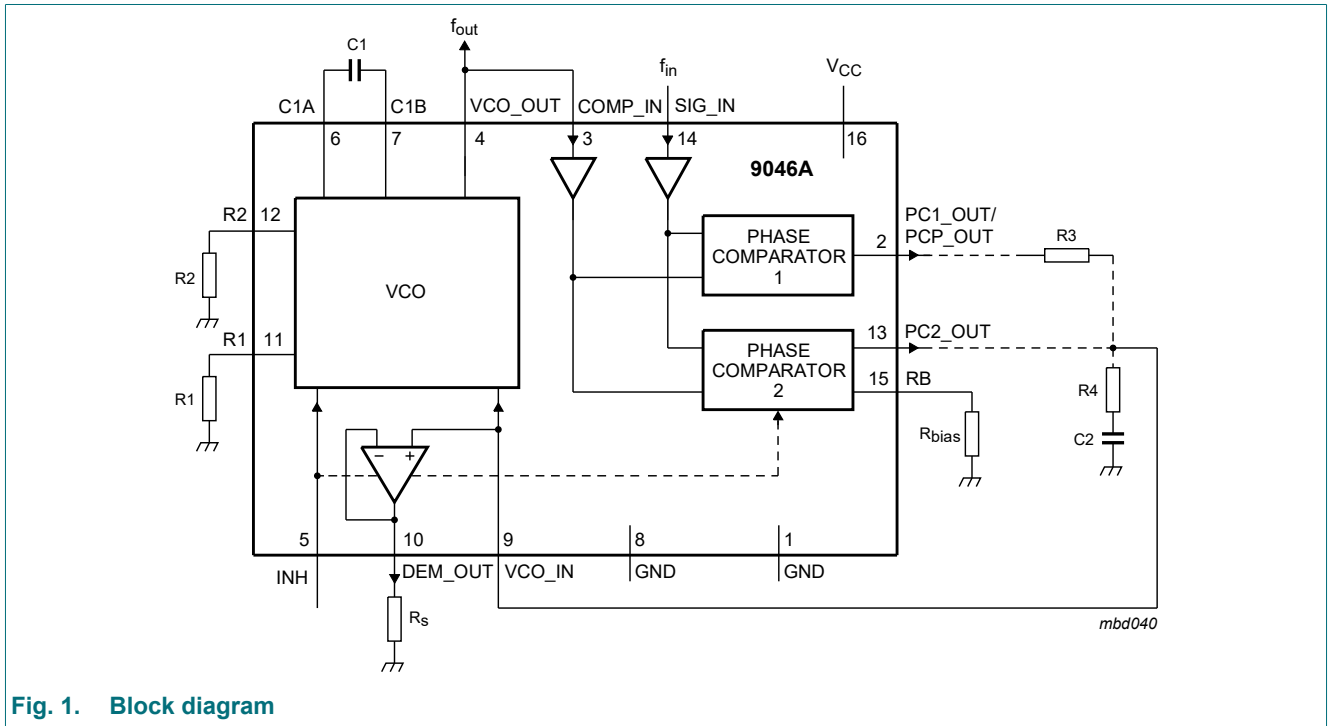 fout
C1
fin
VCC
C1A
C1B
VCO_OUT
COMP_IN
SIG_IN
6
7
4
3
14
16
9046A
R2
12
R2
VCO
R1
11
R1
PHASE
COMPARATOR
1
2
PC1_OUT/
PCP_OUT
R3
PHASE
COMPARATOR
2
13
PC2_OUT
15
RB
Rbias
R4
C2
− +
5
10
9
8
1
INH
DEM_OUT
VCO_IN
GND
GND
Rs
mbd040
Fig. 1. Block diagram